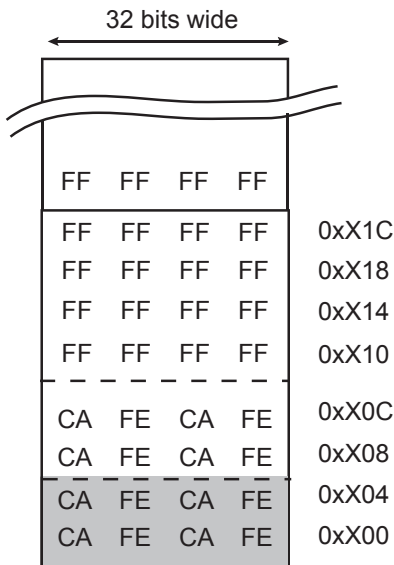 32 bits wide
FF FF FF FF
FF FF FF FF 0xX1C
FF FF FF FF 0xX18
FF FF FF FF 0xX14
FF FF FF FF 0xX10
CA FE CA FE 0xX0C
CA FE CA FE 0xX08
CA FE CA FE 0xX04
CA FE CA FE 0xX00